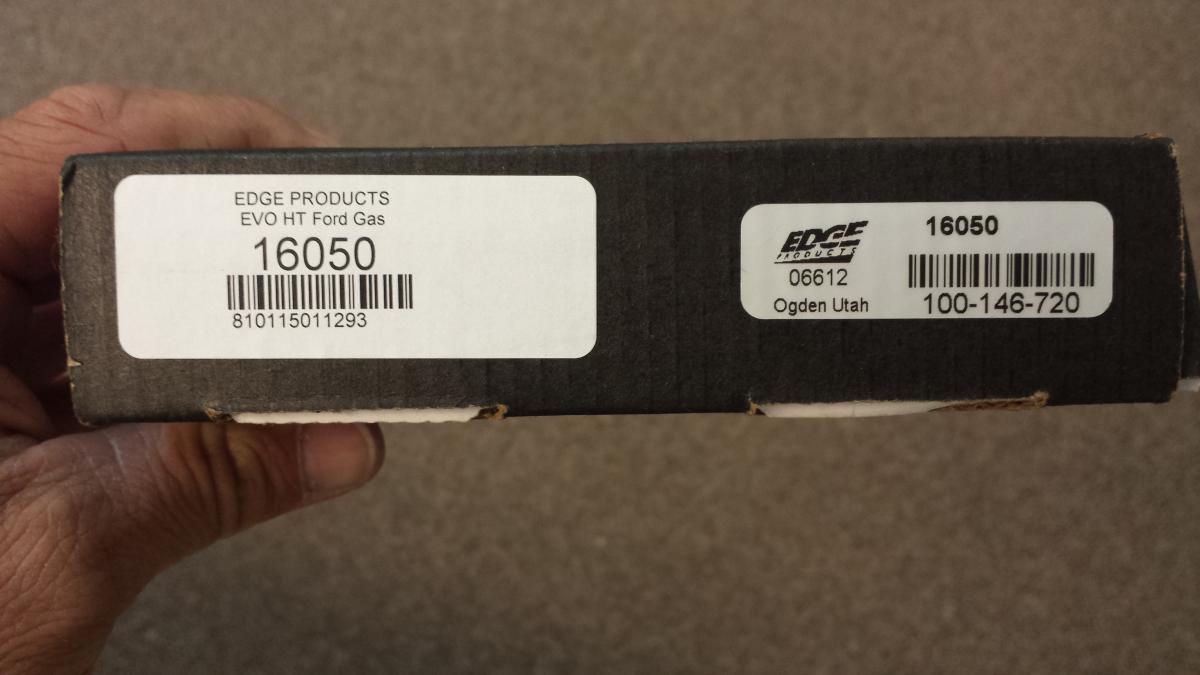 EDGE PRODUCTS
EVO HT Ford Gas
16050
810115011293
EDGE
PRODUCTS
06612
Ogden Utah
16050
100-146-720